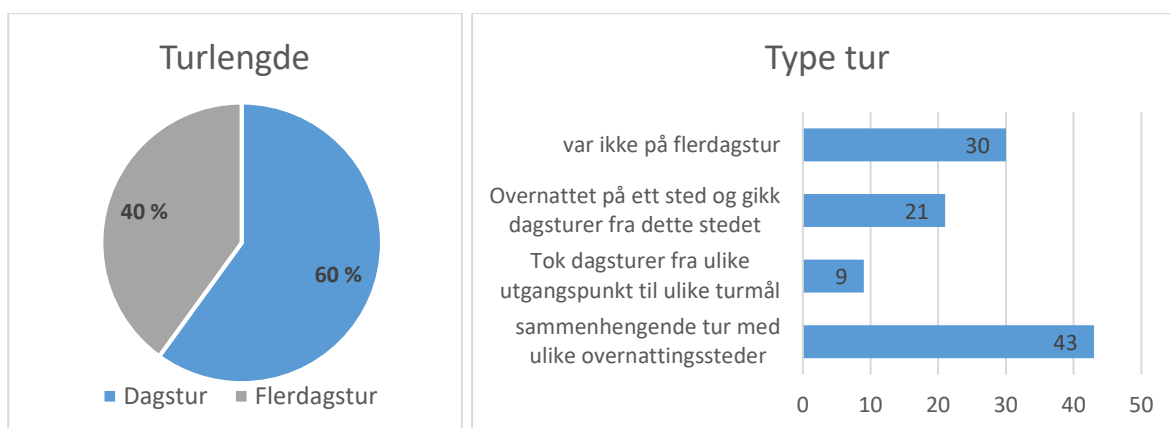 Turlengde
40 %
60 %
Dagstur
Flerdagstur
Type tur
var ikke på flerdagstur
30
Overnattet på ett sted og gikk
dagsturer fra dette stedet
21
Tok dagsturer fra ulike
utgangspunkt til ulike turmål
9
sammenhengende tur med
ulike overnattingssteder
43
0 10 20 30 40 50